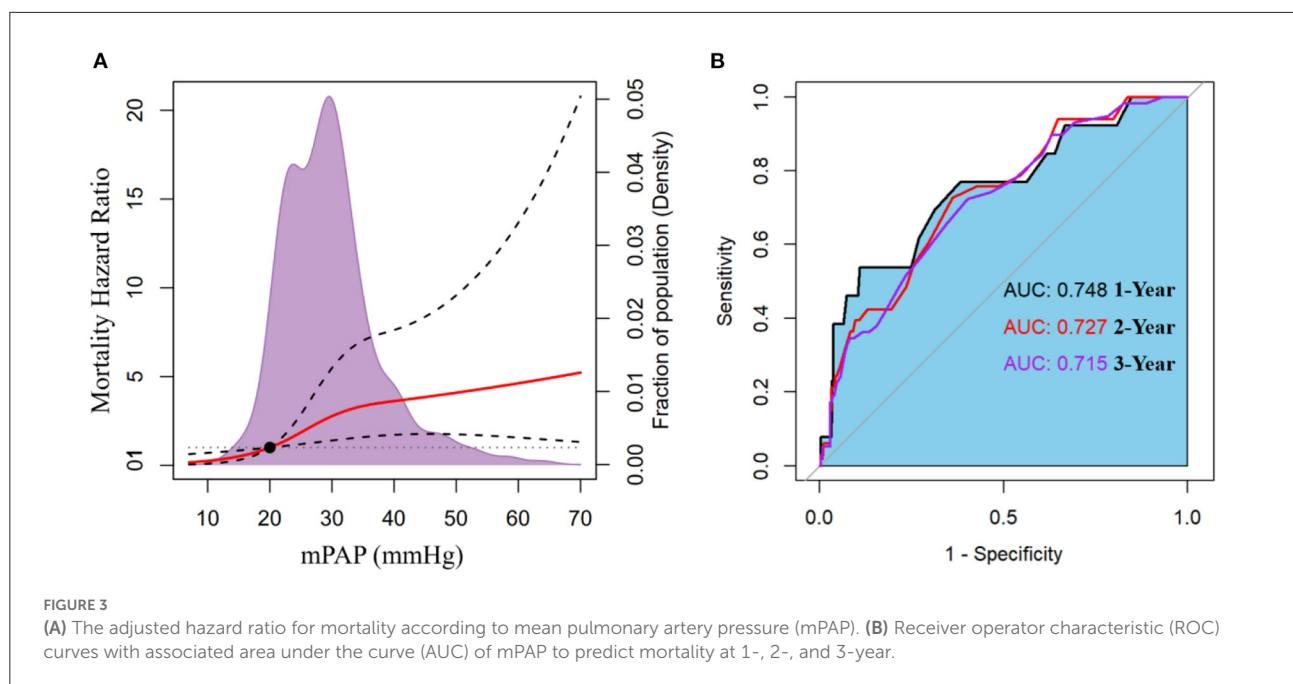 A
B
Mortality Hazard Ratio
20
15
10
5
01
10 20 30 40 50 60 70
mPAP (mmHg)
0.05
0.04
0.03
0.02
0.01
0.00
Fraction of population (Density)
Sensitivity
1.0
0.8
0.6
0.4
0.2
0.0
AUC: 0.748 1-Year
AUC: 0.727 2-Year
AUC: 0.715 3-Year
0.0 0.5 1.0
1 - Specificity
FIGURE 3
(A) The adjusted hazard ratio for mortality according to mean pulmonary artery pressure (mPAP). (B) Receiver operator characteristic (ROC)
curves with associated area under the curve (AUC) of mPAP to predict mortality at 1-, 2-, and 3-year.